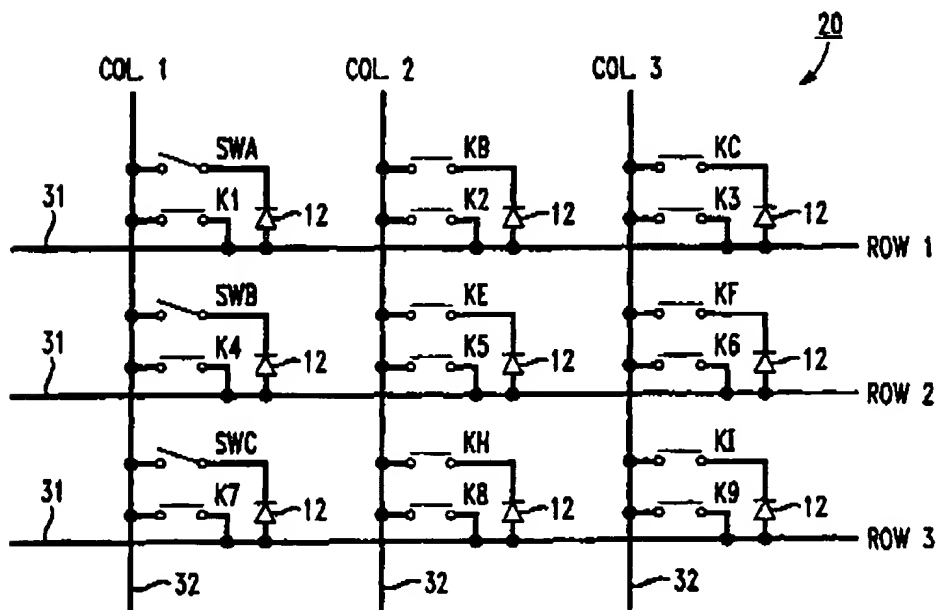 20
COL. 1 COL. 2 COL. 3
SWA KB KC
31 K1 12 K2 12 K3 12
ROW 1
SWB KE KF
31 K4 12 K5 12 K6 12
ROW 2
SWC KH KI
31 K7 12 K8 12 K9 12
ROW 3
32 32 32